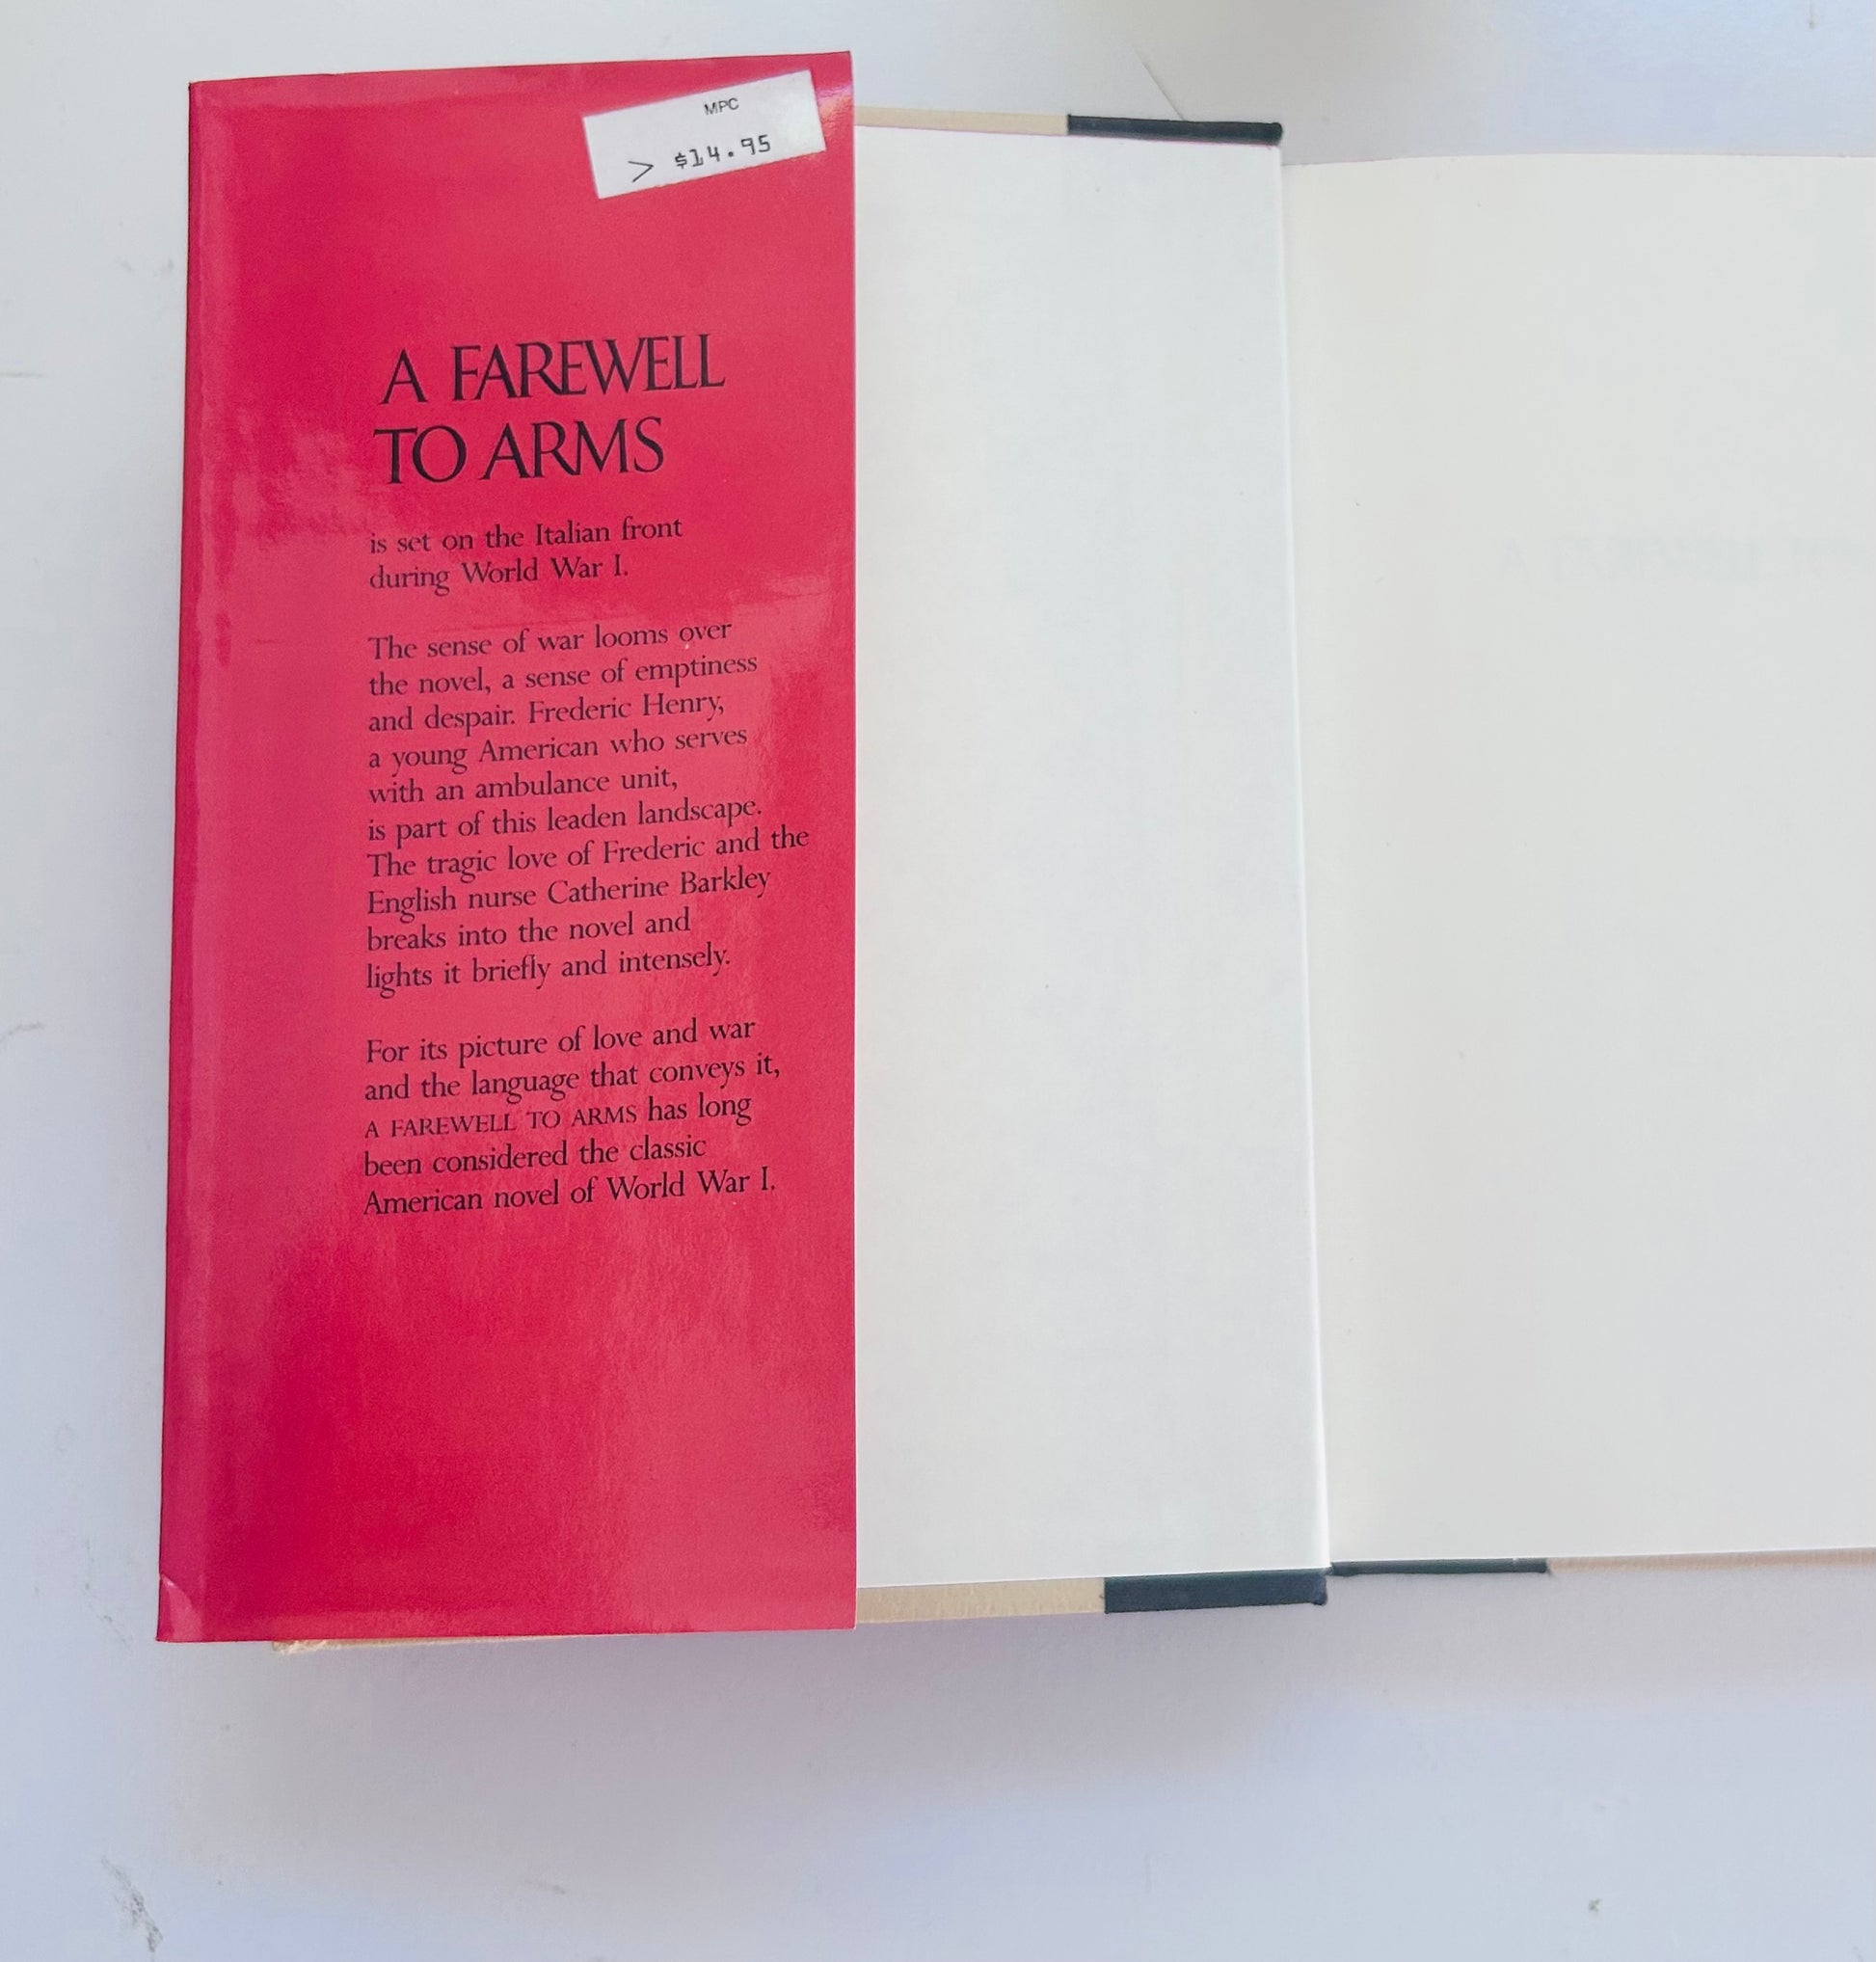 MPC
> $14.95
A FAREWELL
TO ARMS
is set on the Italian front
during World War I.
The sense of war looms over
the novel, a sense of emptiness
and despair. Frederic Henry,
a young American who serves
with an ambulance unit,
is part of this leaden landscape.
The tragic love of Frederic and the
English nurse Catherine Barkley
breaks into the novel and
lights it briefly and intensely.
For its picture of love and war
and the language that conveys it,
A FAREWELL TO ARMS has long
been considered the classic
American novel of World War I.